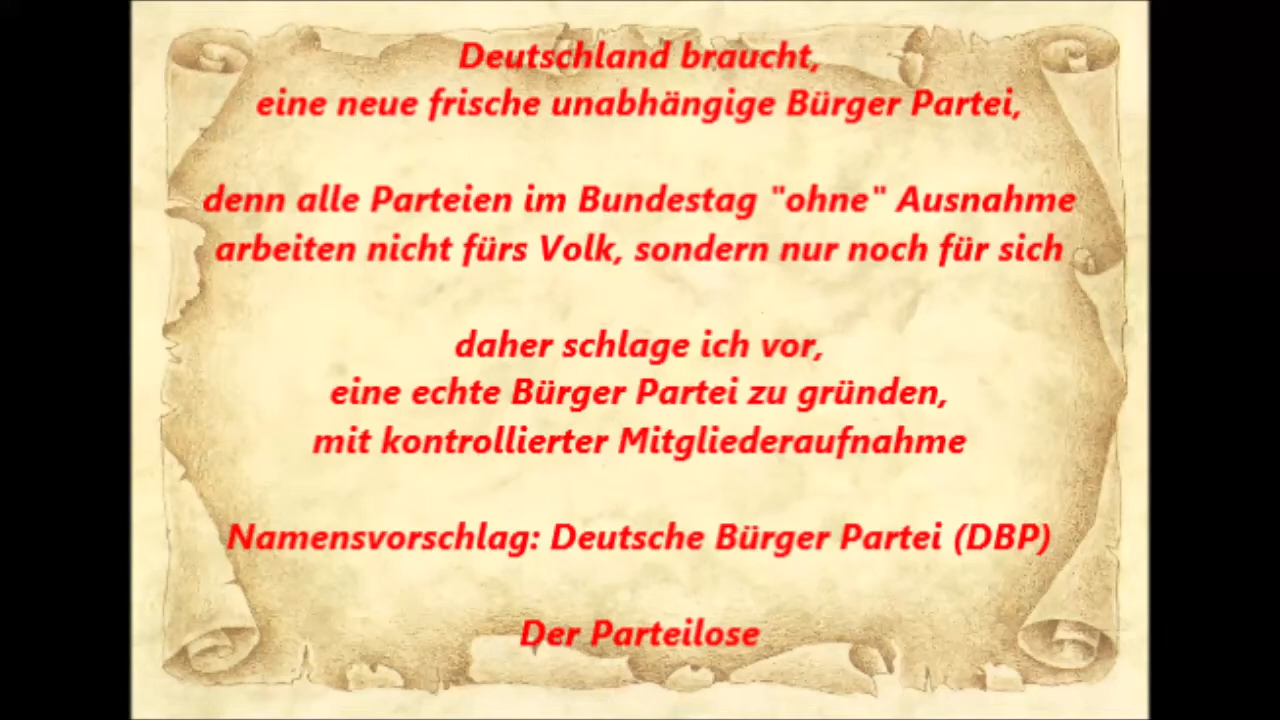 Deutschland braucht,
eine neue frische unabhängige Bürger Partei,
denn alle Parteien im Bundestag "ohne" Ausnahme
arbeiten nicht fürs Volk, sondern nur noch für sich
daher schlage ich vor,
eine echte Bürger Partei zu gründen,
mit kontrollierter Mitgliederaufnahme
Namensvorschlag: Deutsche Bürger Partei (DBP)
Der Parteilose